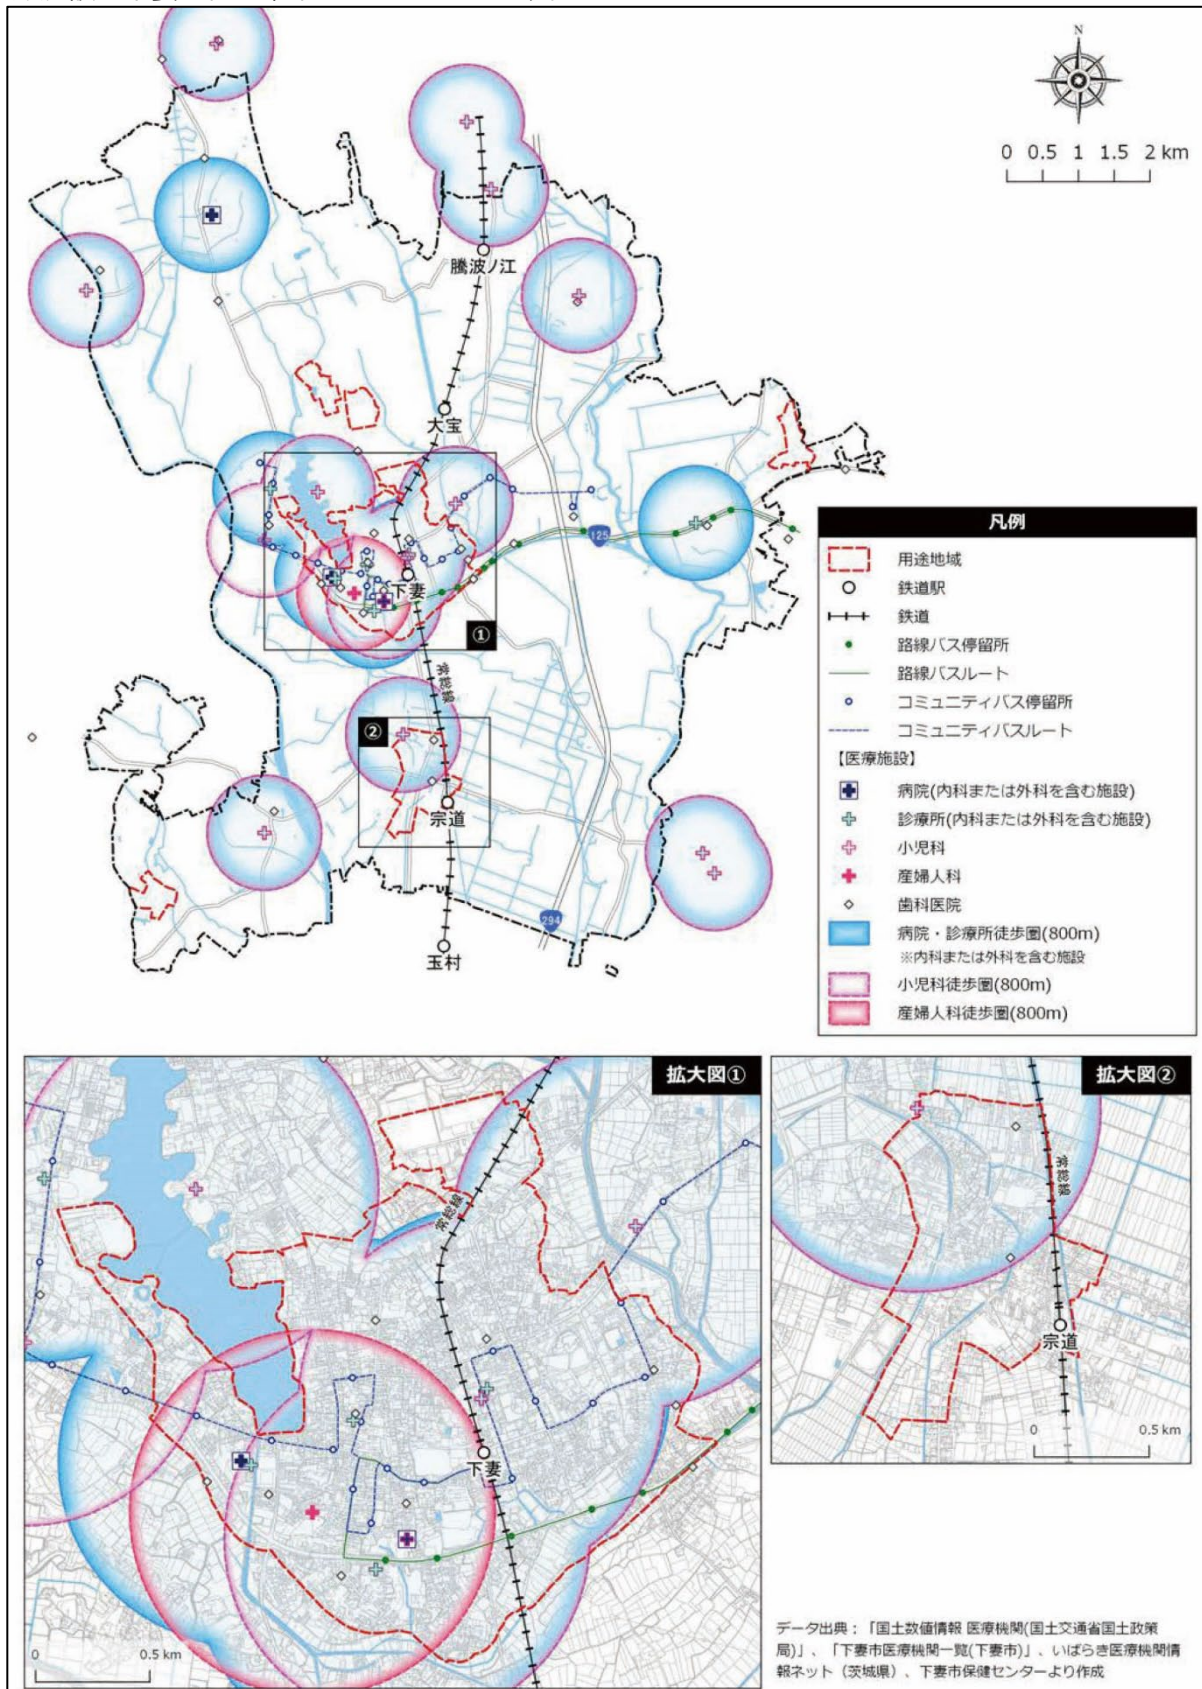 N
0 0.5 1 1.5 2 km
騰波ノ江
大宝
125
下妻
①
常総線
②
宗道
294
玉村
凡例
用途地域
鉄道駅
鉄道
路線バス停留所
路線バスルート
コミュニティバス停留所
コミュニティバスルート
【医療施設】
病院(内科または外科を含む施設)
診療所(内科または外科を含む施設)
小児科
産婦人科
歯科医院
病院・診療所徒歩圏(800m)
※内科または外科を含む施設
小児科徒歩圏(800m)
産婦人科徒歩圏(800m)
拡大図①
常総線
下妻
0 0.5 km
拡大図②
常総線
宗道
0 0.5 km
データ出典：「国土数値情報 医療機関(国土交通省国土政策
局)」、「下妻市医療機関一覧(下妻市)」、いばらき医療機関情
報ネット（茨城県）、下妻市保健センターより作成